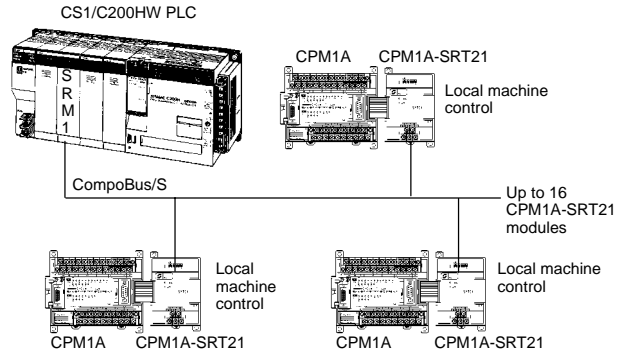 CS1/C200HW PLC
SRM1
CPM1A CPM1A-SRT21
Local machine
control
CompoBus/S
Up to 16
CPM1A-SRT21
modules
Local
machine
control
CPM1A CPM1A-SRT21
Local machine
control
CPM1A CPM1A-SRT21